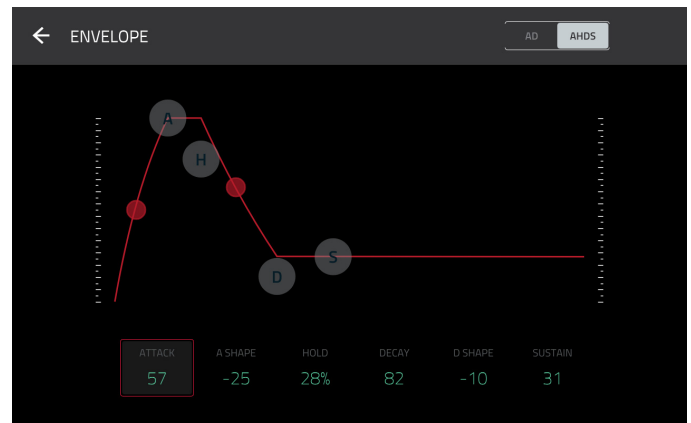 ENVELOPE
AD AHDS
A
H
D
S
ATTACK A SHAPE HOLD DECAY D SHAPE SUSTAIN
57 -25 28% 82 -10 31